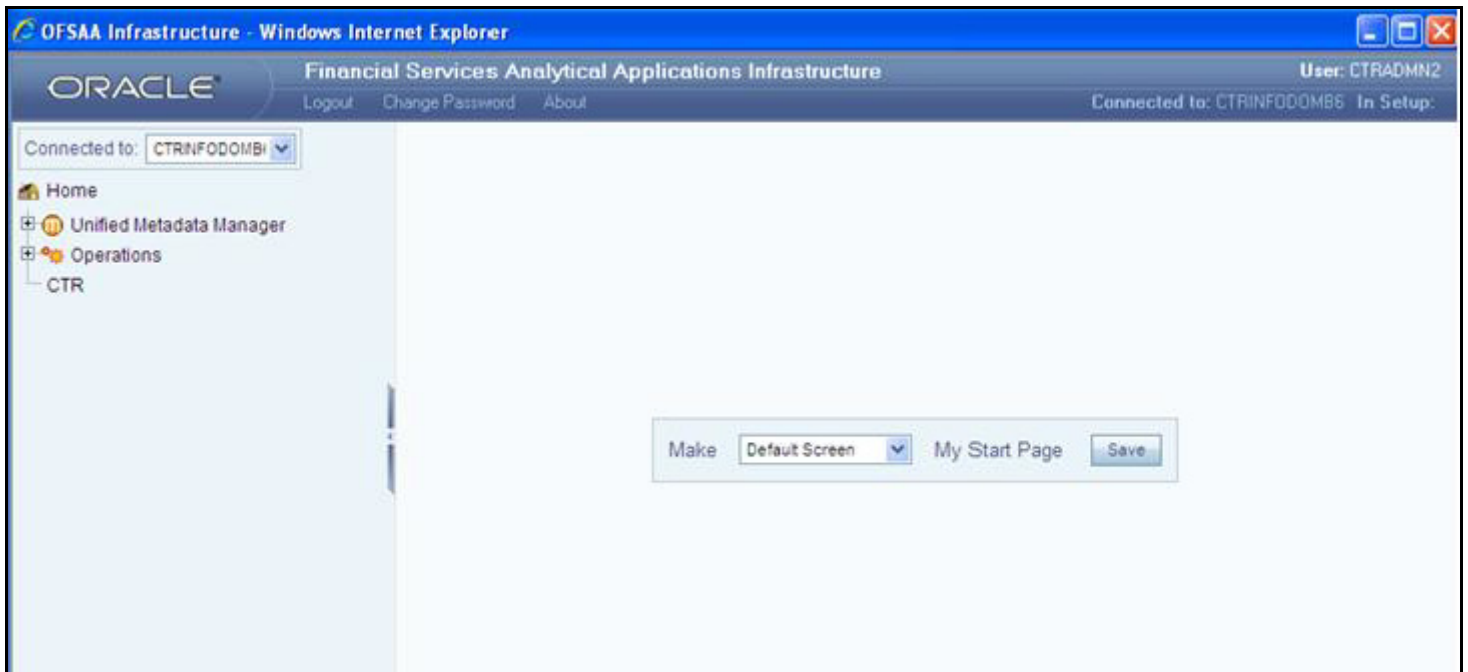 OFSAA Infrastructure - Windows Internet Explorer
ORACLE
Financial Services Analytical Applications Infrastructure
User: CTRADMN2
Logout Change Password About
Connected to: CTRINFODOMB6 In Setup:
Connected to: CTRINFODOMB
Home
Unified Metadata Manager
Operations
CTR
Make Default Screen My Start Page Save